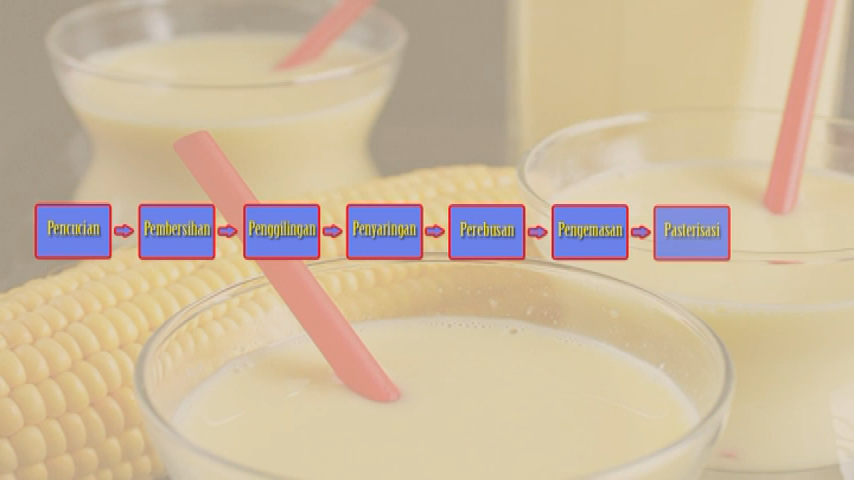 Pencucian
Pembersihan
Penggilingan
Penyaringan
Perebusan
Pengemasan
Pasterisasi